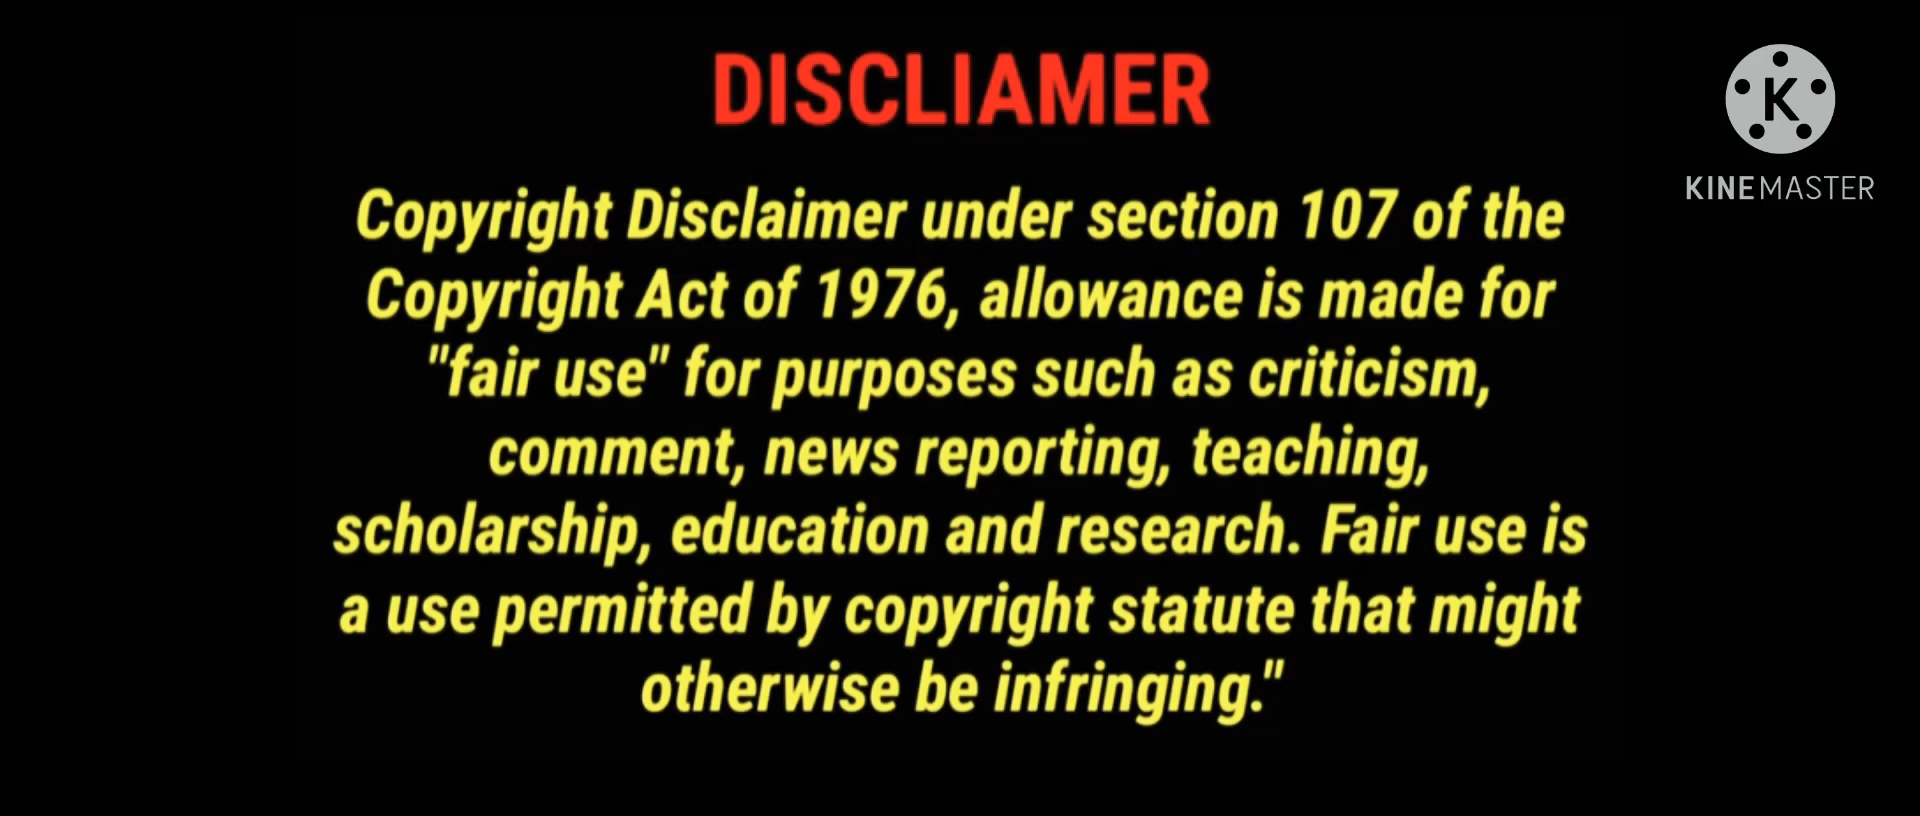 DISCLIAMER
Copyright Disclaimer under section 107 of the
Copyright Act of 1976, allowance is made for
"fair use" for purposes such as criticism,
comment, news reporting, teaching,
scholarship, education and research. Fair use is
a use permitted by copyright statute that might
otherwise be infringing."
K
KINEMASTER